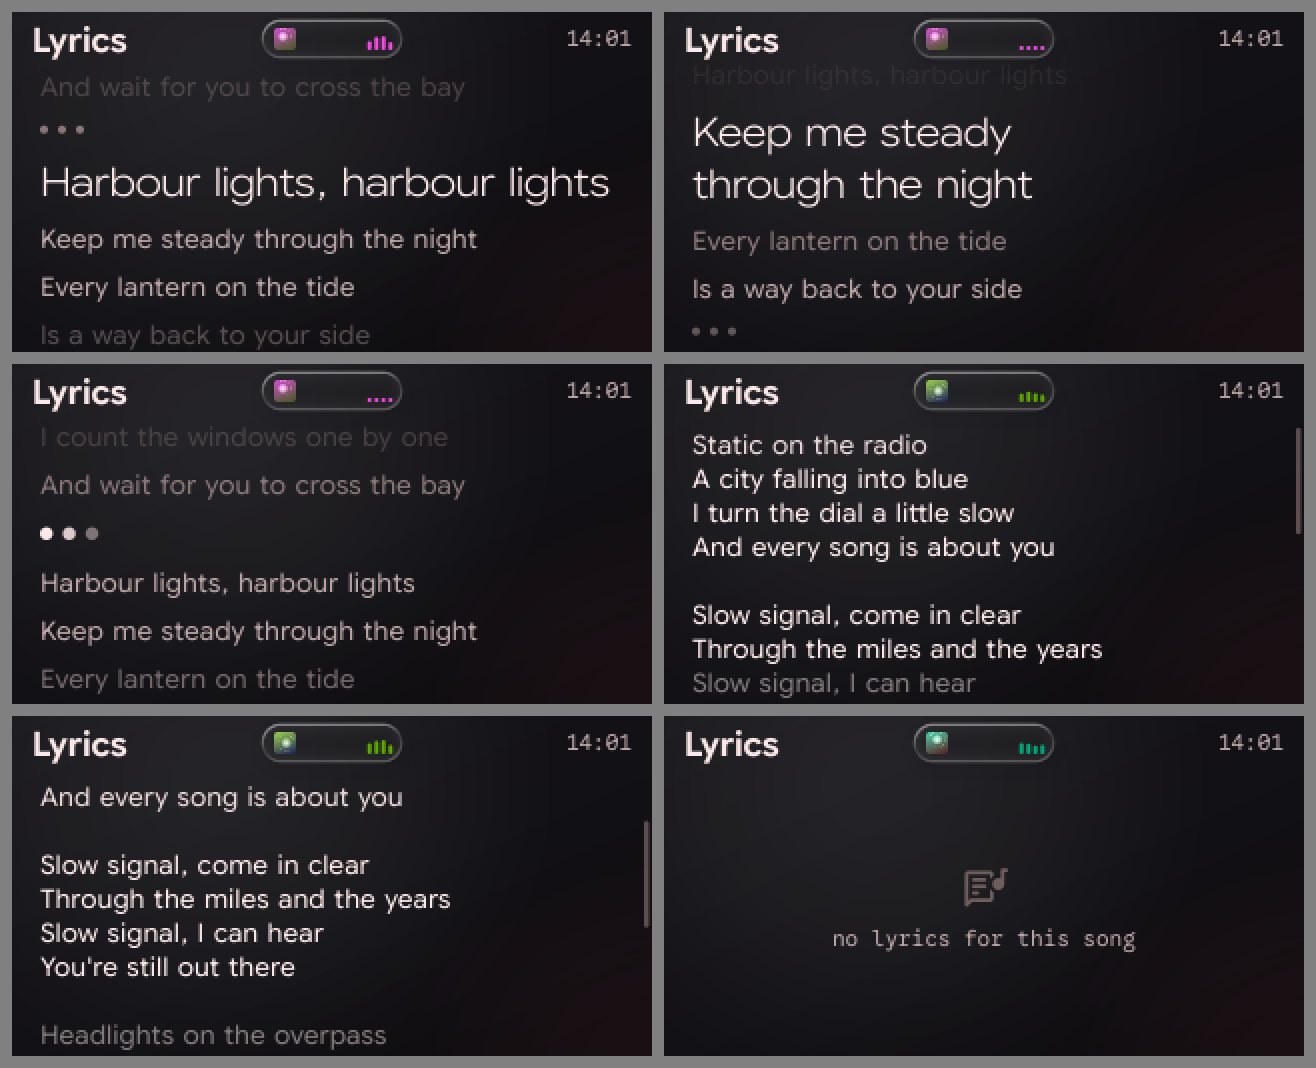 Lyrics
14:01
And wait for you to cross the bay
Harbour lights, harbour lights
Keep me steady through the night
Every lantern on the tide
Is a way back to your side
Lyrics
14:01
Harbour lights, harbour lights
Keep me steady
through the night
Every lantern on the tide
Is a way back to your side
Lyrics
14:01
I count the windows one by one
And wait for you to cross the bay
Harbour lights, harbour lights
Keep me steady through the night
Every lantern on the tide
Lyrics
14:01
Static on the radio
A city falling into blue
I turn the dial a little slow
And every song is about you
Slow signal, come in clear
Through the miles and the years
Slow signal, I can hear
Lyrics
14:01
And every song is about you
Slow signal, come in clear
Through the miles and the years
Slow signal, I can hear
You're still out there
Headlights on the overpass
Lyrics
14:01
no lyrics for this song